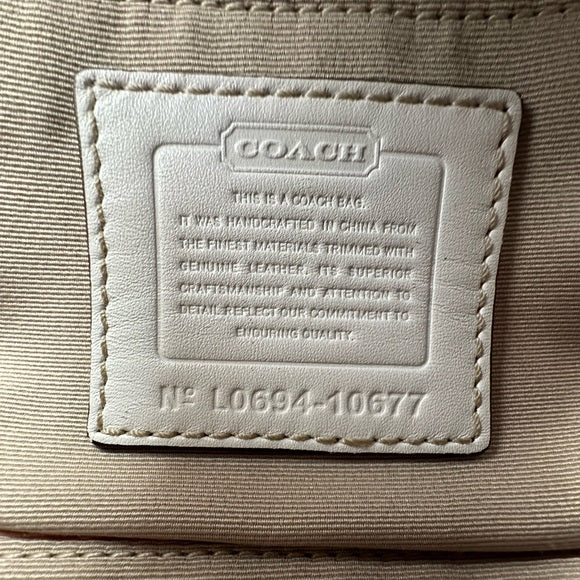 COACH
THIS IS A COACH BAG.
IT WAS HANDCRAFTED IN CHINA FROM
THE FINEST MATERIALS TRIMMED WITH
GENUINE LEATHER. ITS SUPERIOR
CRAFTSMANSHIP AND ATTENTION TO
DETAIL REFLECT OUR COMMITMENT TO
ENDURING QUALITY.
Nº L0694-10677